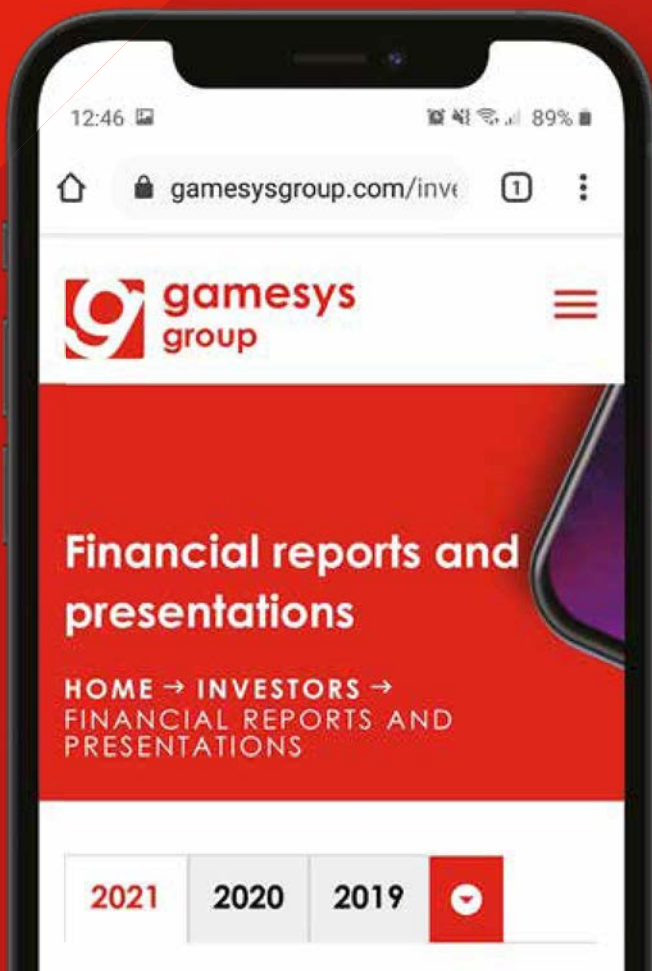 12:46 89%
gamesysgroup.com/inve 1
gamesys
group
Financial reports and
presentations
HOME → INVESTORS →
FINANCIAL REPORTS AND
PRESENTATIONS
2021 2020 2019